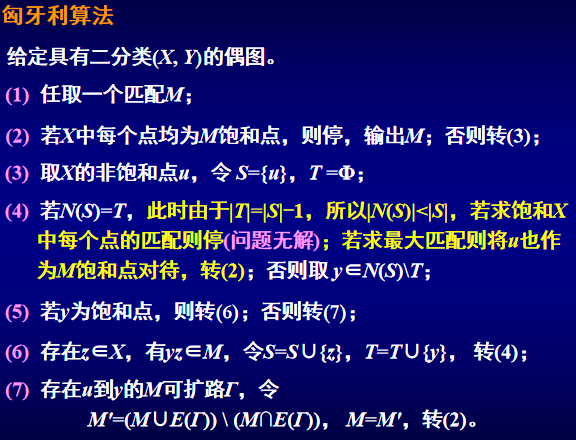 匈牙利算法
给定具有二分类(X, Y)的偶图。
(1) 任取一个匹配M；
(2) 若X中每个点均为M饱和点，则停，输出M；否则转(3)；
(3) 取X的非饱和点u，令 S={u}，T =Φ；
(4) 若N(S)=T，此时由于|T|=|S|−1，所以|N(S)|<|S|，若求饱和X
中每个点的匹配则停(问题无解)；若求最大匹配则将u也作
为M饱和点对待，转(2)；否则取 y∈N(S)\T；
(5) 若y为饱和点，则转(6)；否则转(7)；
(6) 存在z∈X，有yz∈M，令S=S∪{z}，T=T∪{y}， 转(4)；
(7) 存在u到y的M可扩路Γ，令
M′=(M∪E(Γ)) \ (M∩E(Γ))， M=M′，转(2)。